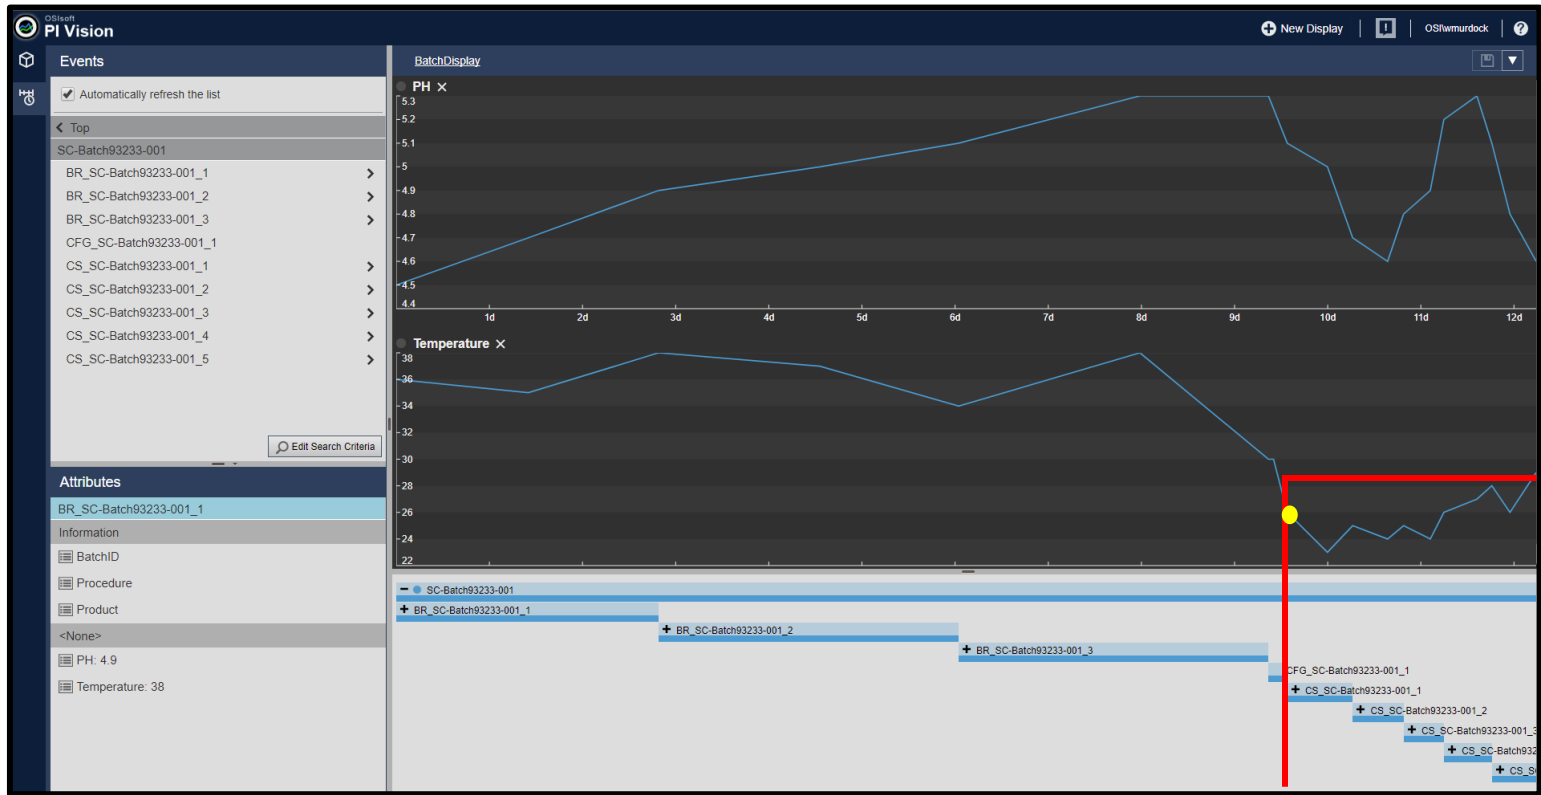 OSIsoft
PI Vision
New Display
OSI\wmurdock
?
Events
BatchDisplay
Automatically refresh the list
Top
SC-Batch93233-001
BR_SC-Batch93233-001_1
BR_SC-Batch93233-001_2
BR_SC-Batch93233-001_3
CFG_SC-Batch93233-001_1
CS_SC-Batch93233-001_1
CS_SC-Batch93233-001_2
CS_SC-Batch93233-001_3
CS_SC-Batch93233-001_4
CS_SC-Batch93233-001_5
Edit Search Criteria
Attributes
BR_SC-Batch93233-001_1
Information
BatchID
Procedure
Product
<None>
PH: 4.9
Temperature: 38
PH
5.3
5.2
5.1
5
4.9
4.8
4.7
4.6
4.5
4.4
1d 2d 3d 4d 5d 6d 7d 8d 9d 10d 11d 12d
Temperature
38
36
34
32
30
28
26
24
22
SC-Batch93233-001
BR_SC-Batch93233-001_1
BR_SC-Batch93233-001_2
BR_SC-Batch93233-001_3
CFG_SC-Batch93233-001_1
CS_SC-Batch93233-001_1
CS_SC-Batch93233-001_2
CS_SC-Batch93233-001_3
CS_SC-Batch932
CS_S